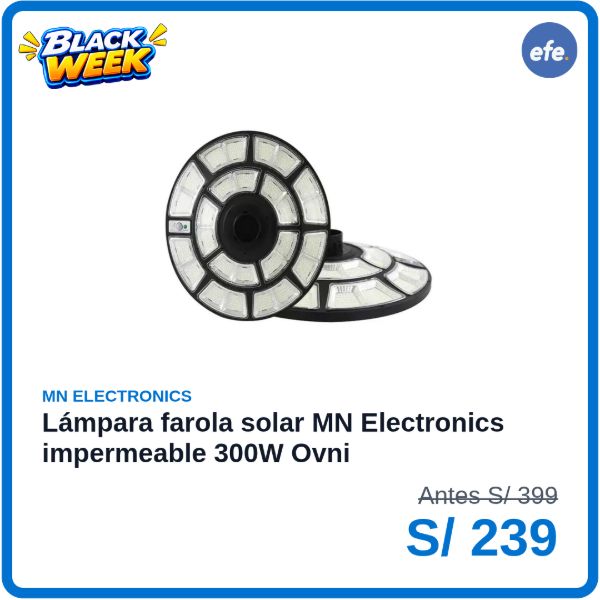 BLACK
WEEK
efe.
MN ELECTRONICS
Lámpara farola solar MN Electronics
impermeable 300W Ovni
Antes S/ 399
S/ 239